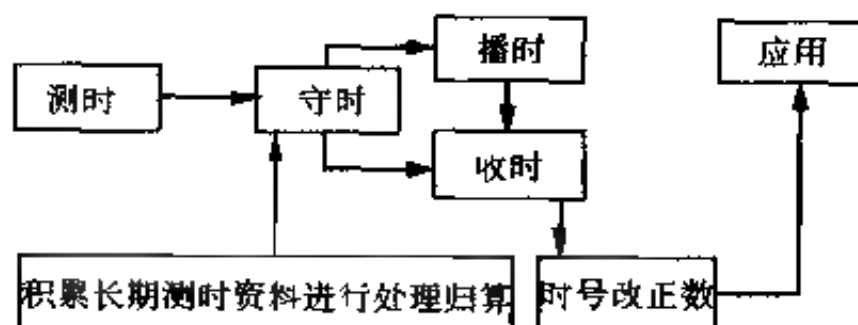 播时
应用
测时
守时
收时
积累长期测时资料进行处理归算
时号改正数